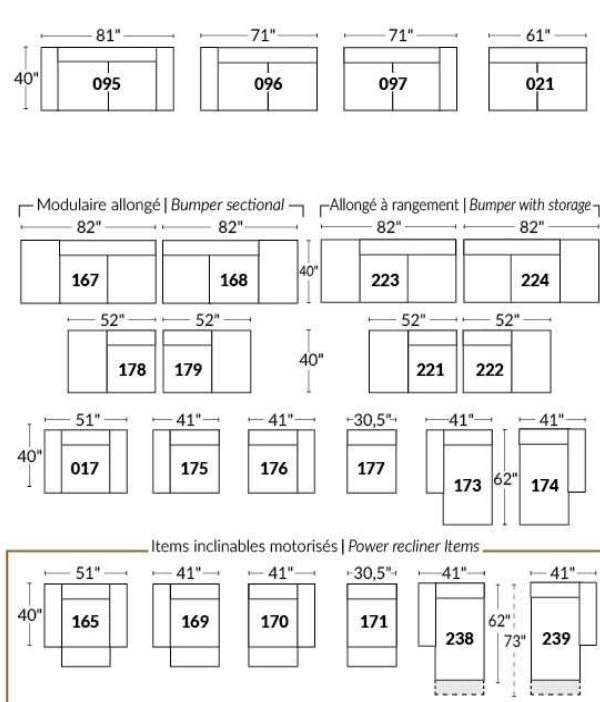 81" 71" 71" 61"
40" 095 096 097 021
Modulaire allongé | Bumper sectional Allongé à rangement | Bumper with storage
82" 82" 82" 82"
167 168 40" 223 224
52" 52" 52" 52"
178 179 40" 221 222
51" 41" 41" 30,5" 41" 41"
40" 017 175 176 177 173 62" 174
Items inclinables motorisés | Power recliner Items
51" 41" 41" 30,5" 41" 41"
40" 165 169 170 171 238 62" 73" 239